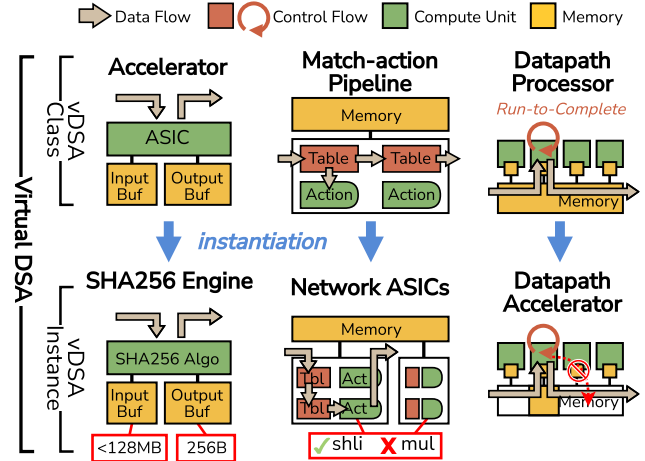 Data Flow
Control Flow
Compute Unit
Memory
Virtual DSA
vDSA
Class
Accelerator
ASIC
Input
Buf
Output
Buf
Match-action
Pipeline
Memory
Table
Table
Action
Action
Datapath
Processor
Run-to-Complete
Memory
instantiation
vDSA
Instance
SHA256 Engine
SHA256 Algo
Input
Buf
Output
Buf
<128MB
256B
Network ASICs
Memory
Tbl
Act
Tbl
Act
shli
mul
Datapath
Accelerator
Memory